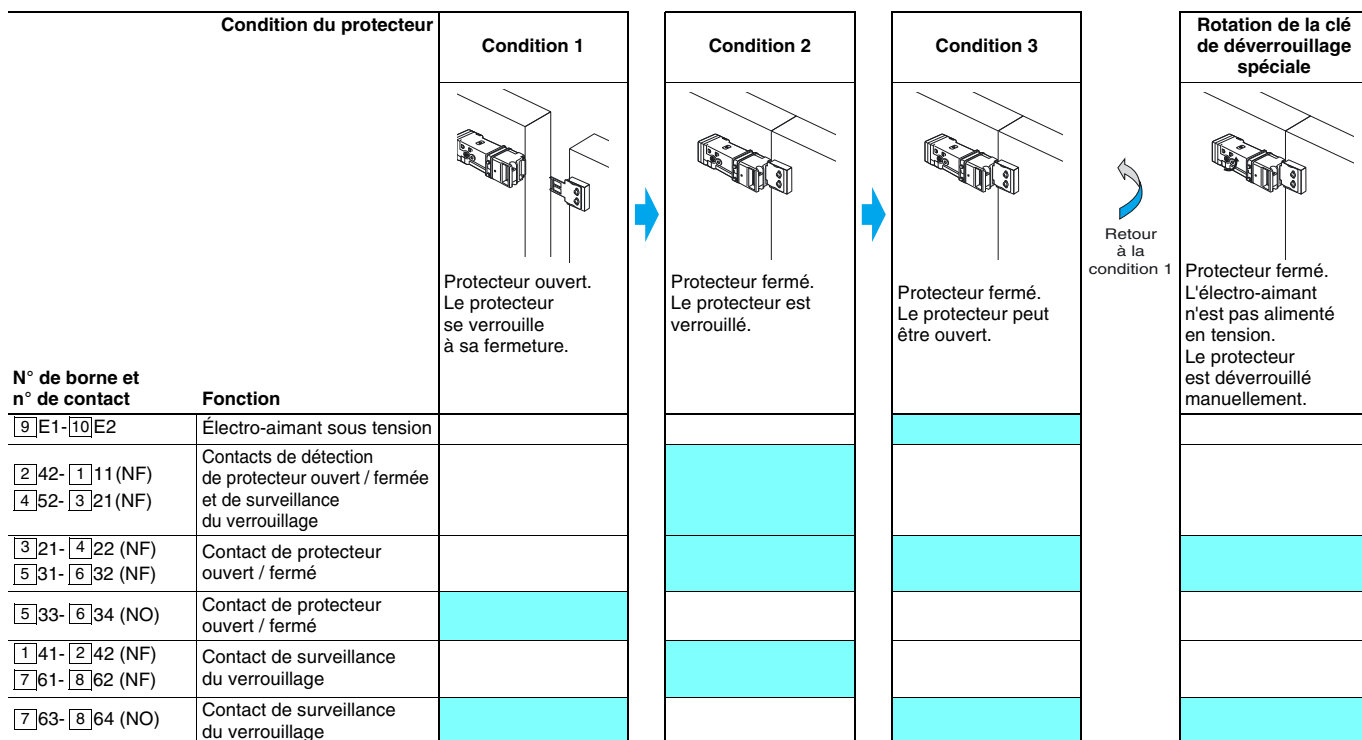 Condition du protecteur
Condition 1
Condition 2
Condition 3
Rotation de la clé
de déverrouillage
spéciale
Protecteur ouvert.
Le protecteur
se verrouille
à sa fermeture.
Protecteur fermé.
Le protecteur est
verrouillé.
Protecteur fermé.
Le protecteur peut
être ouvert.
Retour
à la
condition 1
Protecteur fermé.
L'électro-aimant
n'est pas alimenté
en tension.
Le protecteur
est déverrouillé
manuellement.
N° de borne et
n° de contact
Fonction
9 E1- 10 E2
Électro-aimant sous tension
2 42- 1 11(NF)
4 52- 3 21(NF)
Contacts de détection
de protecteur ouvert / fermée
et de surveillance
du verrouillage
3 21- 4 22 (NF)
5 31- 6 32 (NF)
Contact de protecteur
ouvert / fermé
5 33- 6 34 (NO)
Contact de protecteur
ouvert / fermé
1 41- 2 42 (NF)
7 61- 8 62 (NF)
Contact de surveillance
du verrouillage
7 63- 8 64 (NO)
Contact de surveillance
du verrouillage